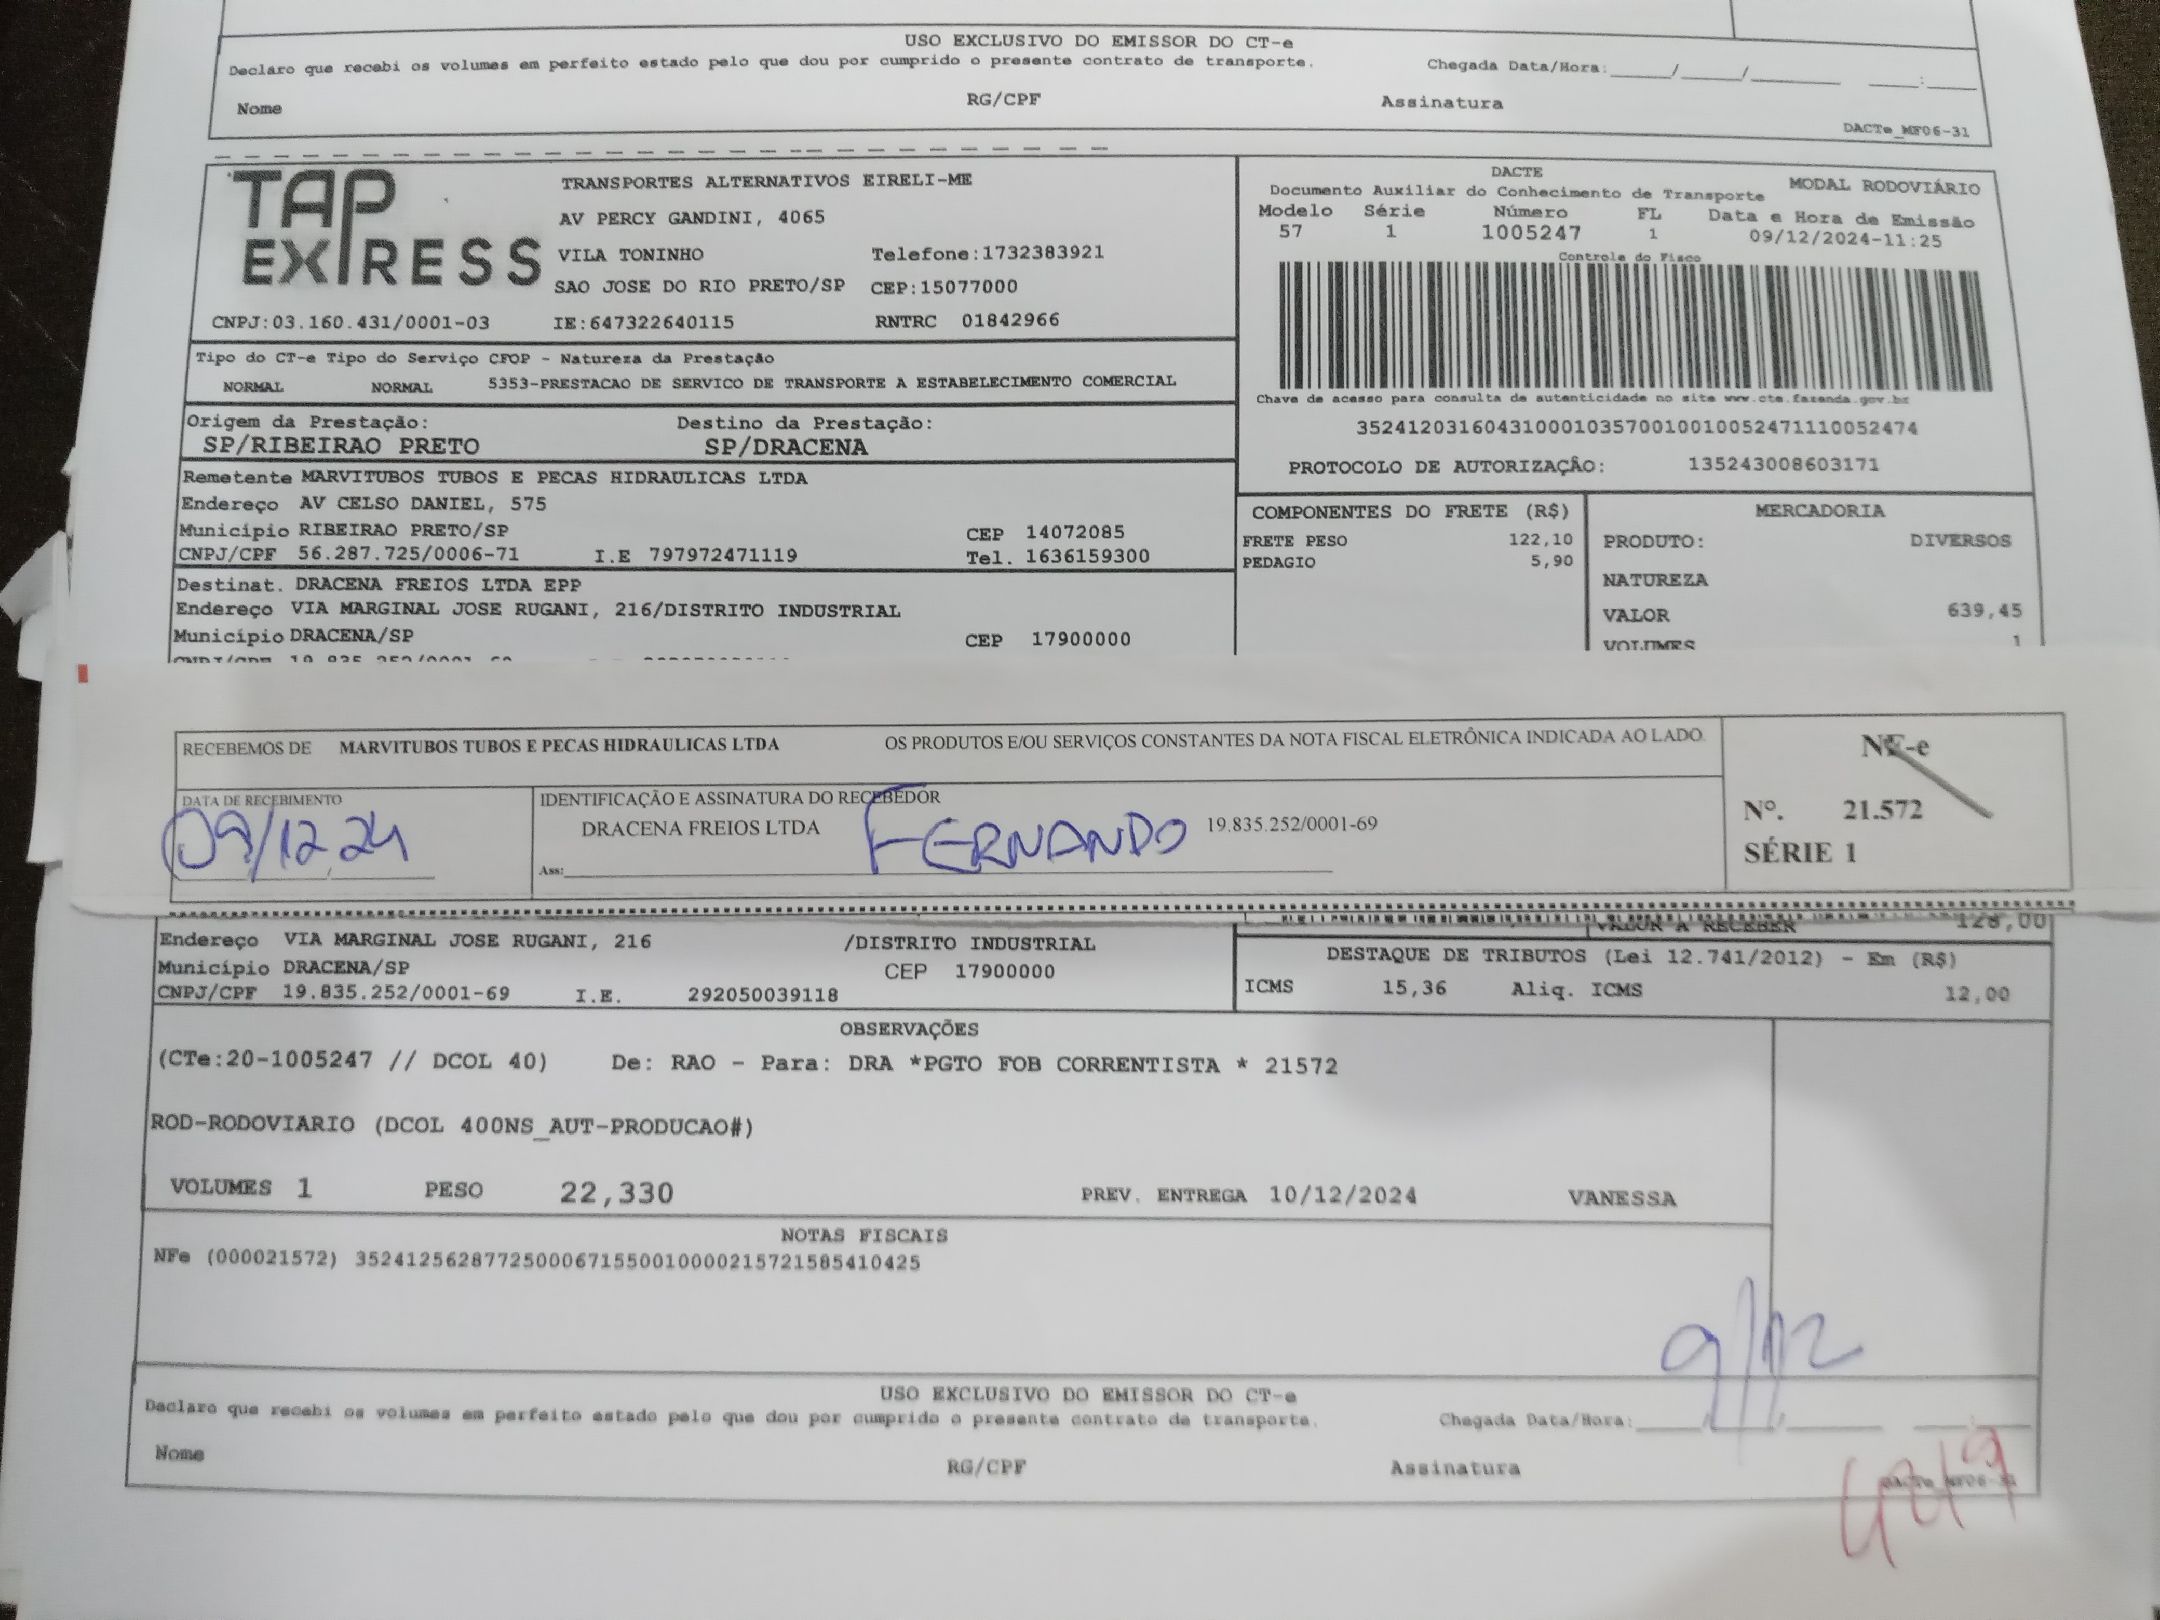 USO EXCLUSIVO DO EMISSOR DO CT-e
Declaro que recebi os volumes em perfeito estado pelo que dou por cumprido o presente contrato de transporte. Chegada Data/Hora:____/____/______ ___:___
Nome RG/CPF Assinatura
DACTe_MF06-31
TAP EXPRESS
TRANSPORTES ALTERNATIVOS EIRELI-ME
AV PERCY GANDINI, 4065
VILA TONINHO Telefone:1732383921
SAO JOSE DO RIO PRETO/SP CEP:15077000
CNPJ:03.160.431/0001-03 IE:647322640115 RNTRC 01842966
DACTE
Documento Auxiliar do Conhecimento de Transporte MODAL RODOVIÁRIO
Modelo Série Número FL Data e Hora de Emissão
57 1 1005247 1 09/12/2024-11:25
Controle do Fisco
Chave de acesso para consulta de autenticidade no site www.cte.fazenda.gov.br
35241203160431000103570010010052471110052474
PROTOCOLO DE AUTORIZAÇÂO: 135243008603171
Tipo do CT-e Tipo do Serviço CFOP - Natureza da Prestação
NORMAL NORMAL 5353-PRESTACAO DE SERVICO DE TRANSPORTE A ESTABELECIMENTO COMERCIAL
Origem da Prestação: Destino da Prestação:
SP/RIBEIRAO PRETO SP/DRACENA
Remetente MARVITUBOS TUBOS E PECAS HIDRAULICAS LTDA
Endereço AV CELSO DANIEL, 575
Município RIBEIRAO PRETO/SP CEP 14072085
CNPJ/CPF 56.287.725/0006-71 I.E 797972471119 Tel. 1636159300
Destinat. DRACENA FREIOS LTDA EPP
Endereço VIA MARGINAL JOSE RUGANI, 216/DISTRITO INDUSTRIAL
Município DRACENA/SP CEP 17900000
COMPONENTES DO FRETE (R$)
FRETE PESO 122,10
PEDAGIO 5,90
MERCADORIA
PRODUTO: DIVERSOS
NATUREZA
VALOR 639,45
VOLUMES 1
RECEBEMOS DE MARVITUBOS TUBOS E PECAS HIDRAULICAS LTDA OS PRODUTOS E/OU SERVIÇOS CONSTANTES DA NOTA FISCAL ELETRÔNICA INDICADA AO LADO.
DATA DE RECEBIMENTO
09/12 24
IDENTIFICAÇÃO E ASSINATURA DO RECEBEDOR
DRACENA FREIOS LTDA FERNANDO 19.835.252/0001-69
Ass:
NF-e
Nº. 21.572
SÉRIE 1
VALOR A RECEBER 128,00
Endereço VIA MARGINAL JOSE RUGANI, 216 /DISTRITO INDUSTRIAL
Município DRACENA/SP CEP 17900000
CNPJ/CPF 19.835.252/0001-69 I.E. 292050039118
DESTAQUE DE TRIBUTOS (Lei 12.741/2012) - Em (R$)
ICMS 15,36 Aliq. ICMS 12,00
OBSERVAÇÕES
(CTe:20-1005247 // DCOL 40) De: RAO - Para: DRA *PGTO FOB CORRENTISTA * 21572
ROD-RODOVIARIO (DCOL 400NS_AUT-PRODUCAO#)
VOLUMES 1 PESO 22,330 PREV. ENTREGA 10/12/2024 VANESSA
NOTAS FISCAIS
NFe (000021572) 35241256287725000671550010000215721585410425
9/12
USO EXCLUSIVO DO EMISSOR DO CT-e
Declaro que recebi os volumes em perfeito estado pelo que dou por cumprido o presente contrato de transporte. Chegada Data/Hora:
Nome RG/CPF Assinatura
DACTe_MF06-31